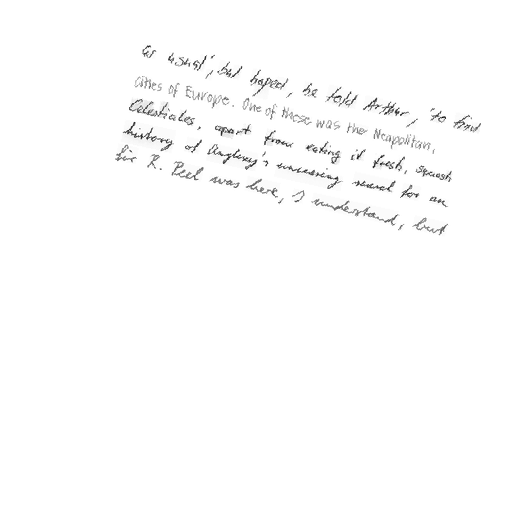 as usual', but hoped, he told Arthur, 'to find
cities of Europe. One of these was the Neapolitan,
Celestiales, apart from eating it fresh, squash
history of Anglesey's unceasing search for an
Sir R. Peel was here, I understand, but